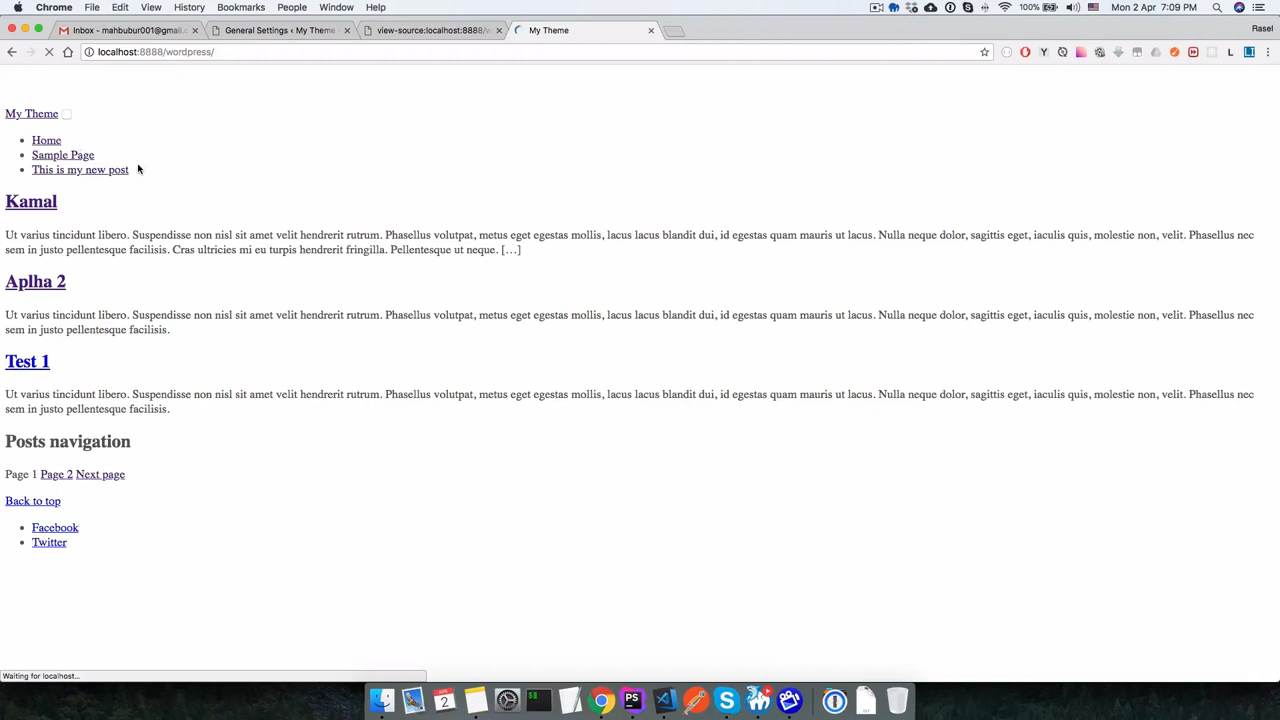 Chrome File Edit View History Bookmarks People Window Help 100% Mon 2 Apr 7:09 PM
Inbox - mahbubur001@gmail.c General Settings ‹ My Theme view-source:localhost:8888/w My Theme Rasel
localhost:8888/wordpress/
My Theme
Home
Sample Page
This is my new post
Kamal
Ut varius tincidunt libero. Suspendisse non nisl sit amet velit hendrerit rutrum. Phasellus volutpat, metus eget egestas mollis, lacus lacus blandit dui, id egestas quam mauris ut lacus. Nulla neque dolor, sagittis eget, iaculis quis, molestie non, velit. Phasellus nec
sem in justo pellentesque facilisis. Cras ultricies mi eu turpis hendrerit fringilla. Pellentesque ut neque. […]
Aplha 2
Ut varius tincidunt libero. Suspendisse non nisl sit amet velit hendrerit rutrum. Phasellus volutpat, metus eget egestas mollis, lacus lacus blandit dui, id egestas quam mauris ut lacus. Nulla neque dolor, sagittis eget, iaculis quis, molestie non, velit. Phasellus nec
sem in justo pellentesque facilisis.
Test 1
Ut varius tincidunt libero. Suspendisse non nisl sit amet velit hendrerit rutrum. Phasellus volutpat, metus eget egestas mollis, lacus lacus blandit dui, id egestas quam mauris ut lacus. Nulla neque dolor, sagittis eget, iaculis quis, molestie non, velit. Phasellus nec
sem in justo pellentesque facilisis.
Posts navigation
Page 1 Page 2 Next page
Back to top
Facebook
Twitter
Waiting for localhost...
APR
2 PS